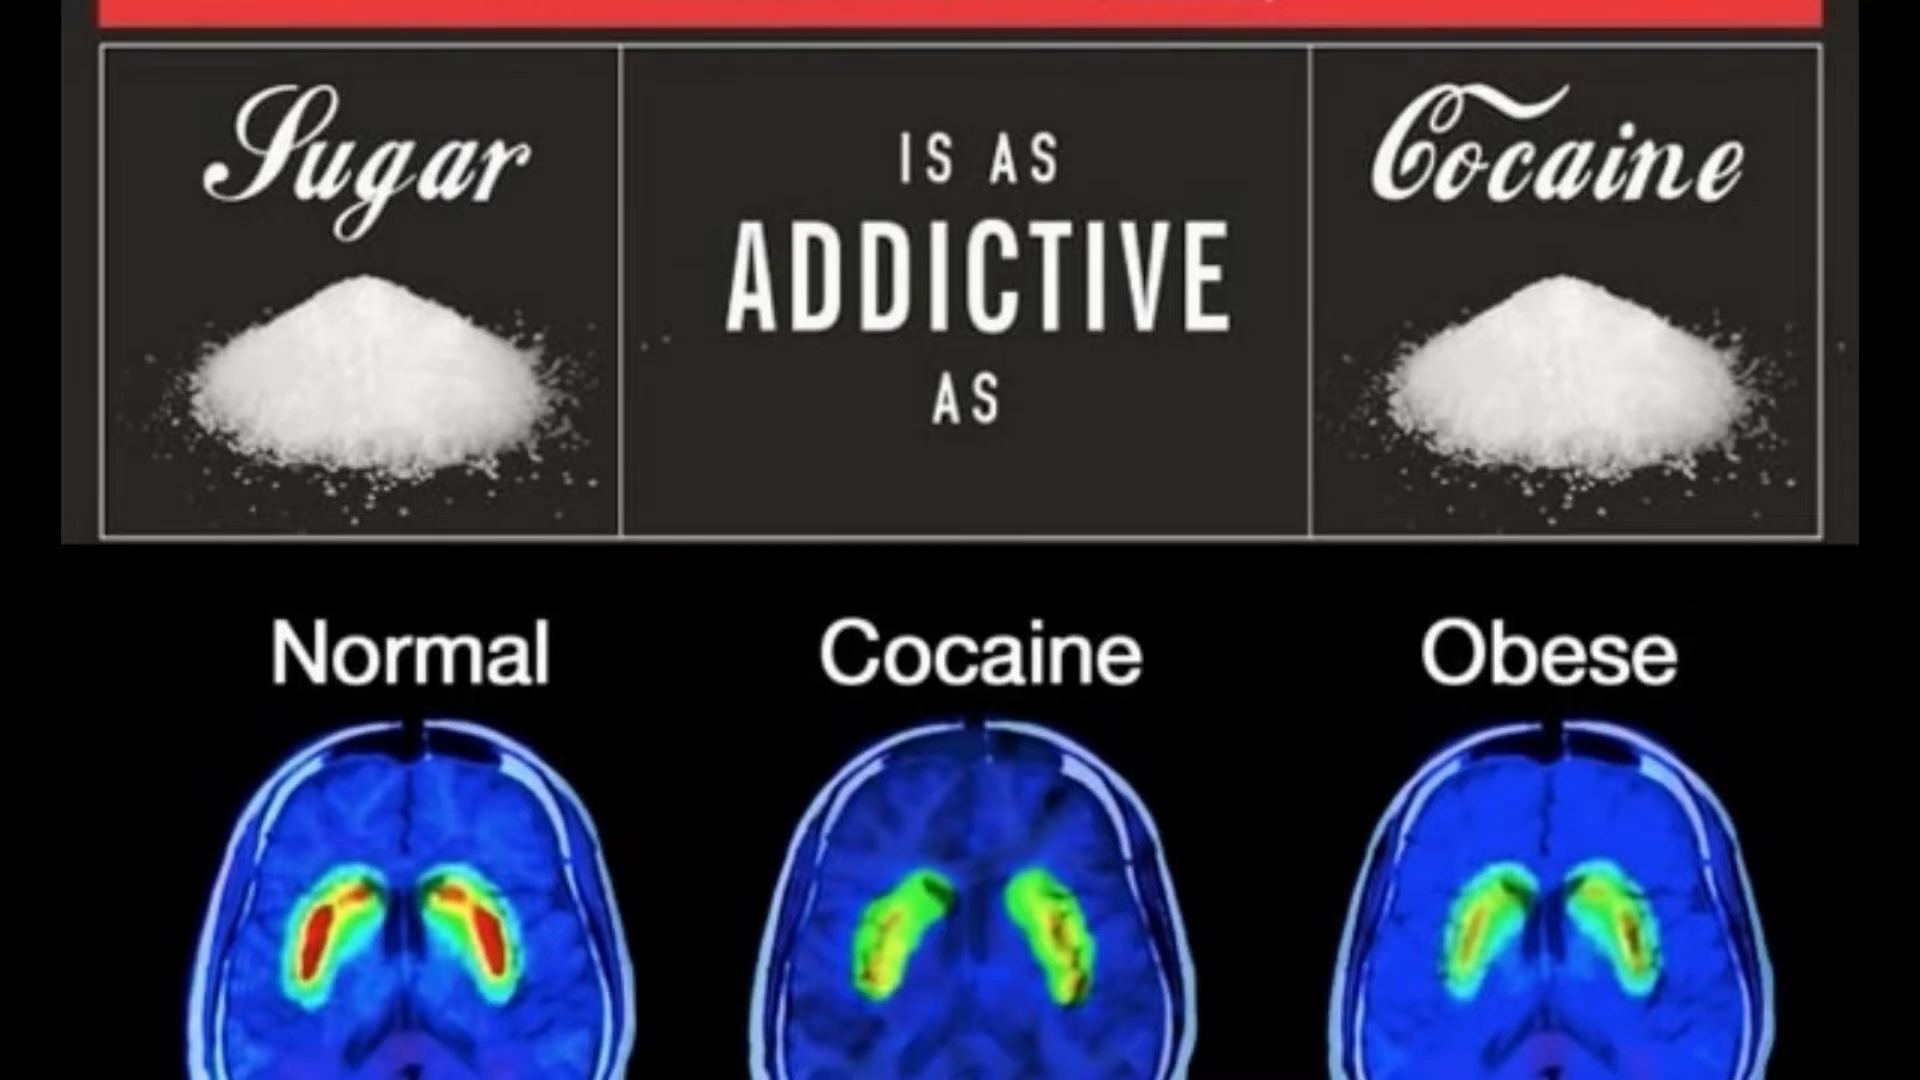 Sugar
IS AS
ADDICTIVE
AS
Cocaine
Normal
Cocaine
Obese